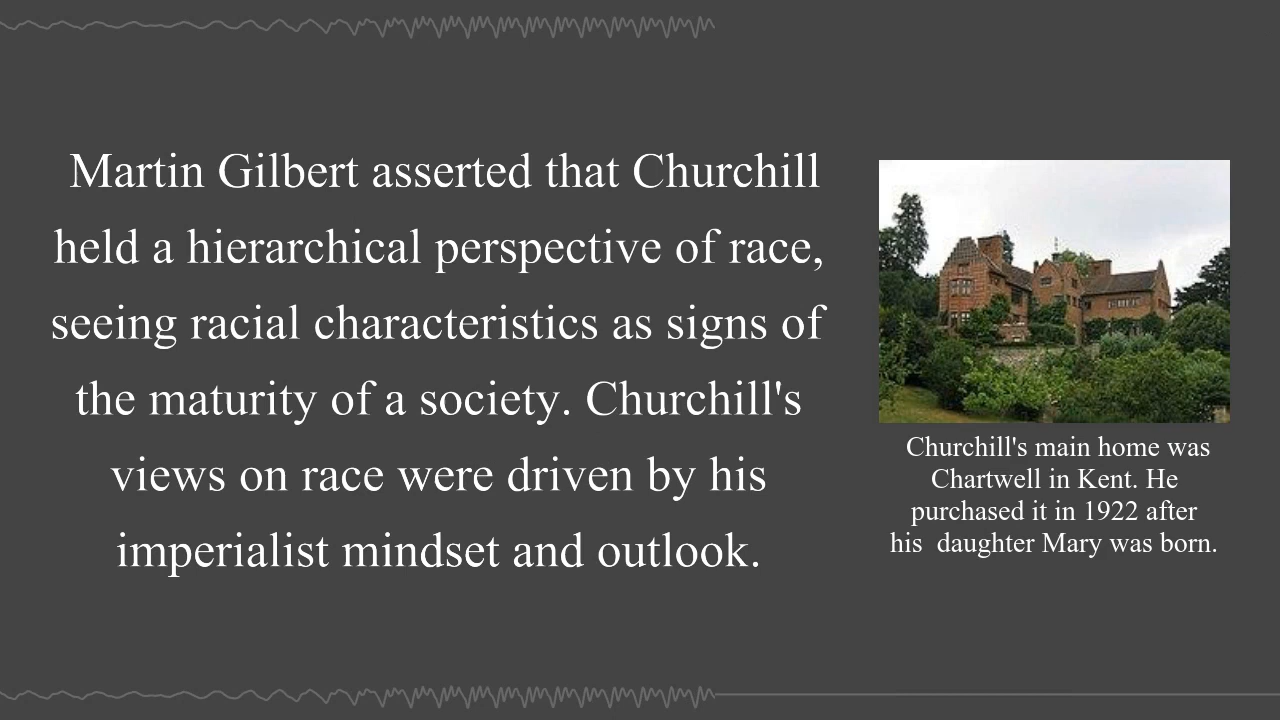 Martin Gilbert asserted that Churchill
held a hierarchical perspective of race,
seeing racial characteristics as signs of
the maturity of a society. Churchill's
views on race were driven by his
imperialist mindset and outlook.
Churchill's main home was
Chartwell in Kent. He
purchased it in 1922 after
his  daughter Mary was born.